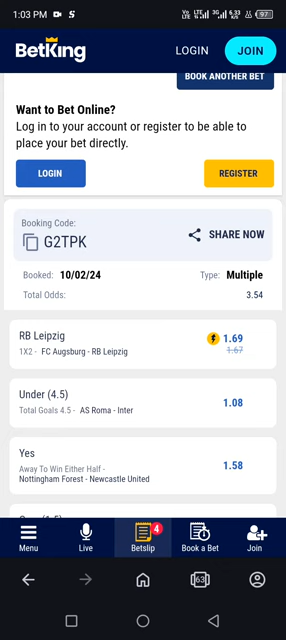 1:03 PM
97
BetKing
LOGIN
JOIN
BOOK ANOTHER BET
Want to Bet Online?
Log in to your account or register to be able to
place your bet directly.
LOGIN
REGISTER
Booking Code:
G2TPK
SHARE NOW
Booked: 10/02/24
Type: Multiple
Total Odds:
3.54
RB Leipzig
1.69
1X2 - FC Augsburg - RB Leipzig
1.67
Under (4.5)
1.08
Total Goals 4.5 - AS Roma - Inter
Yes
1.58
Away To Win Either Half -
Nottingham Forest - Newcastle United
4
Menu
Live
Betslip
Book a Bet
Join
63